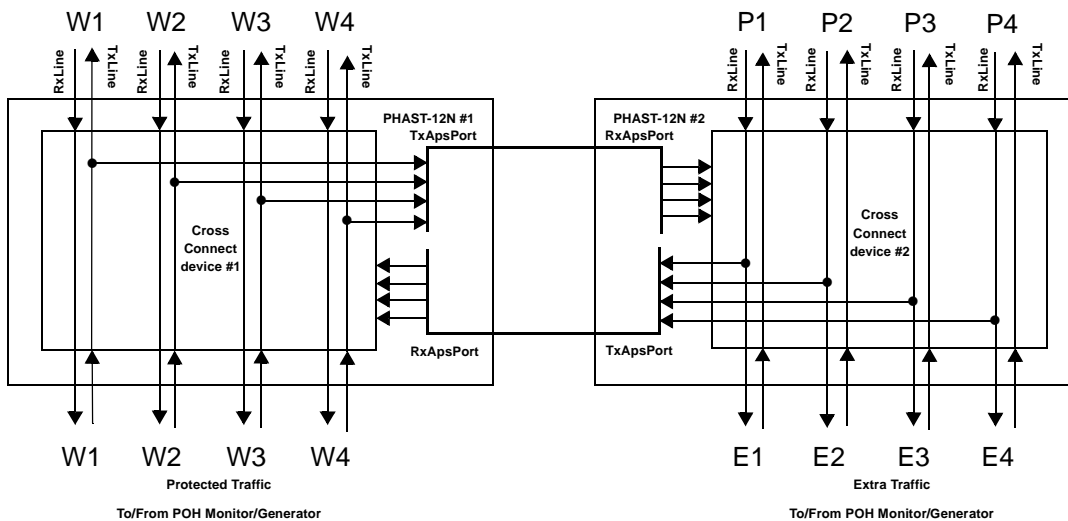 W1 W2 W3 W4
P1 P2 P3 P4
RxLine TxLine RxLine TxLine RxLine TxLine RxLine TxLine
RxLine TxLine RxLine TxLine RxLine TxLine RxLine TxLine
PHAST-12N #1
TxApsPort
PHAST-12N #2
RxApsPort
Cross
Connect
device #1
Cross
Connect
device #2
RxApsPort
TxApsPort
W1 W2 W3 W4
E1 E2 E3 E4
Protected Traffic
Extra Traffic
To/From POH Monitor/Generator
To/From POH Monitor/Generator